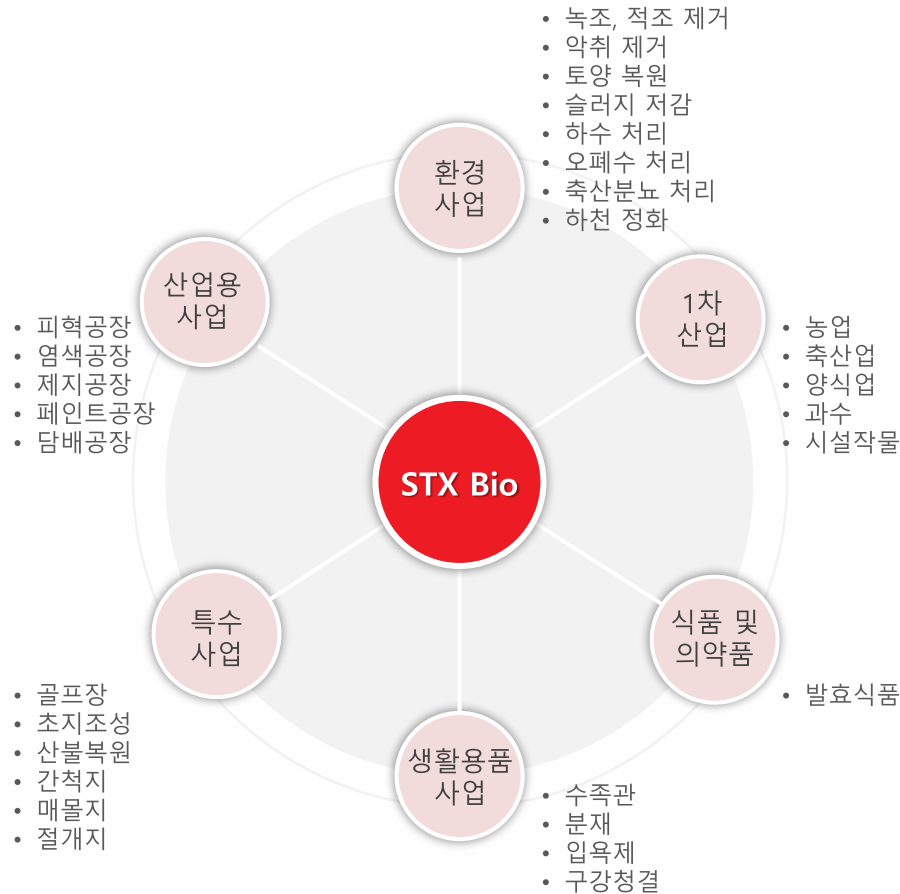 • 녹조, 적조 제거
• 악취 제거
• 토양 복원
• 슬러지 저감
• 하수 처리
• 오폐수 처리
• 축산분뇨 처리
• 하천 정화
환경
사업
산업용
사업
1차
산업
• 피혁공장
• 염색공장
• 제지공장
• 페인트공장
• 담배공장
• 농업
• 축산업
• 양식업
• 과수
• 시설작물
STX Bio
특수
사업
식품 및
의약품
• 골프장
• 초지조성
• 산불복원
• 간척지
• 매몰지
• 절개지
• 발효식품
생활용품
사업
• 수족관
• 분재
• 입욕제
• 구강청결